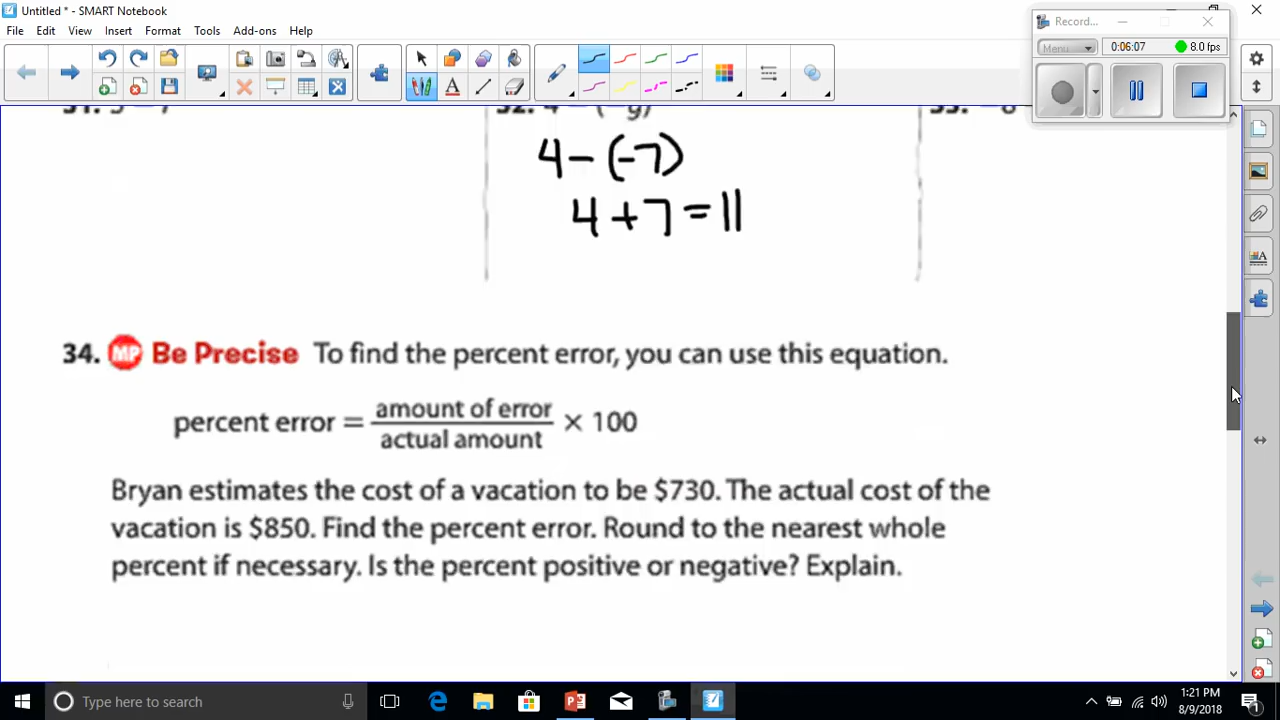 Untitled * - SMART Notebook
File Edit View Insert Format Tools Add-ons Help
Record...
Menu 0:06:07 8.0 fps
4 - (-7)
4 + 7 = 11
34. MP Be Precise To find the percent error, you can use this equation.
percent error = amount of error / actual amount × 100
Bryan estimates the cost of a vacation to be $730. The actual cost of the
vacation is $850. Find the percent error. Round to the nearest whole
percent if necessary. Is the percent positive or negative? Explain.
Type here to search
1:21 PM
8/9/2018